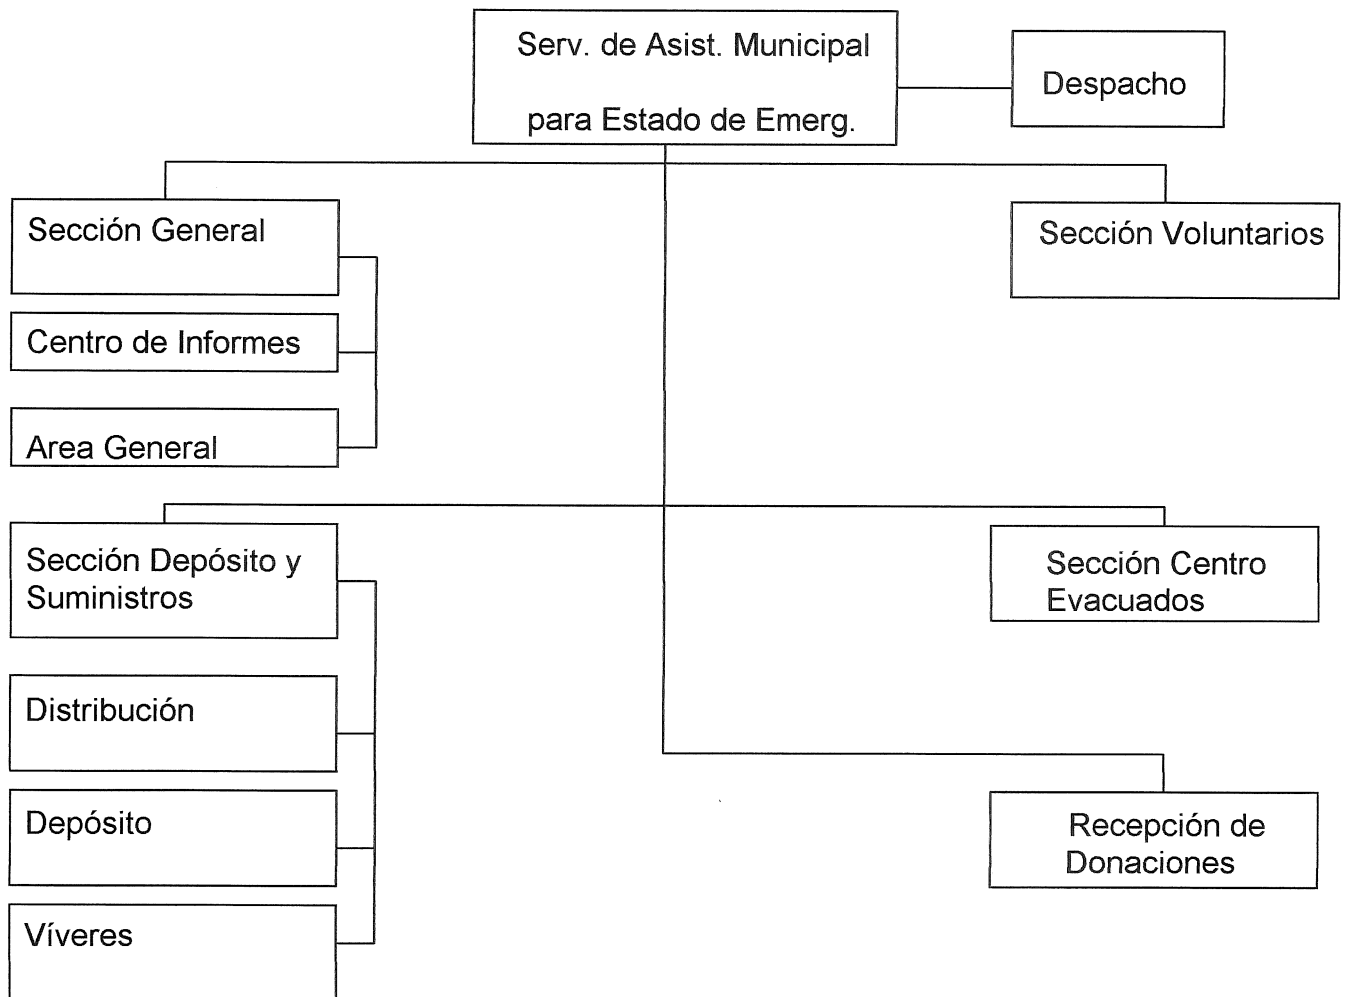 Serv. de Asist. Municipal
para Estado de Emerg.
Despacho
Sección General
Sección Voluntarios
Centro de Informes
Area General
Sección Depósito y
Suministros
Sección Centro
Evacuados
Distribución
Depósito
Víveres
Recepción de
Donaciones